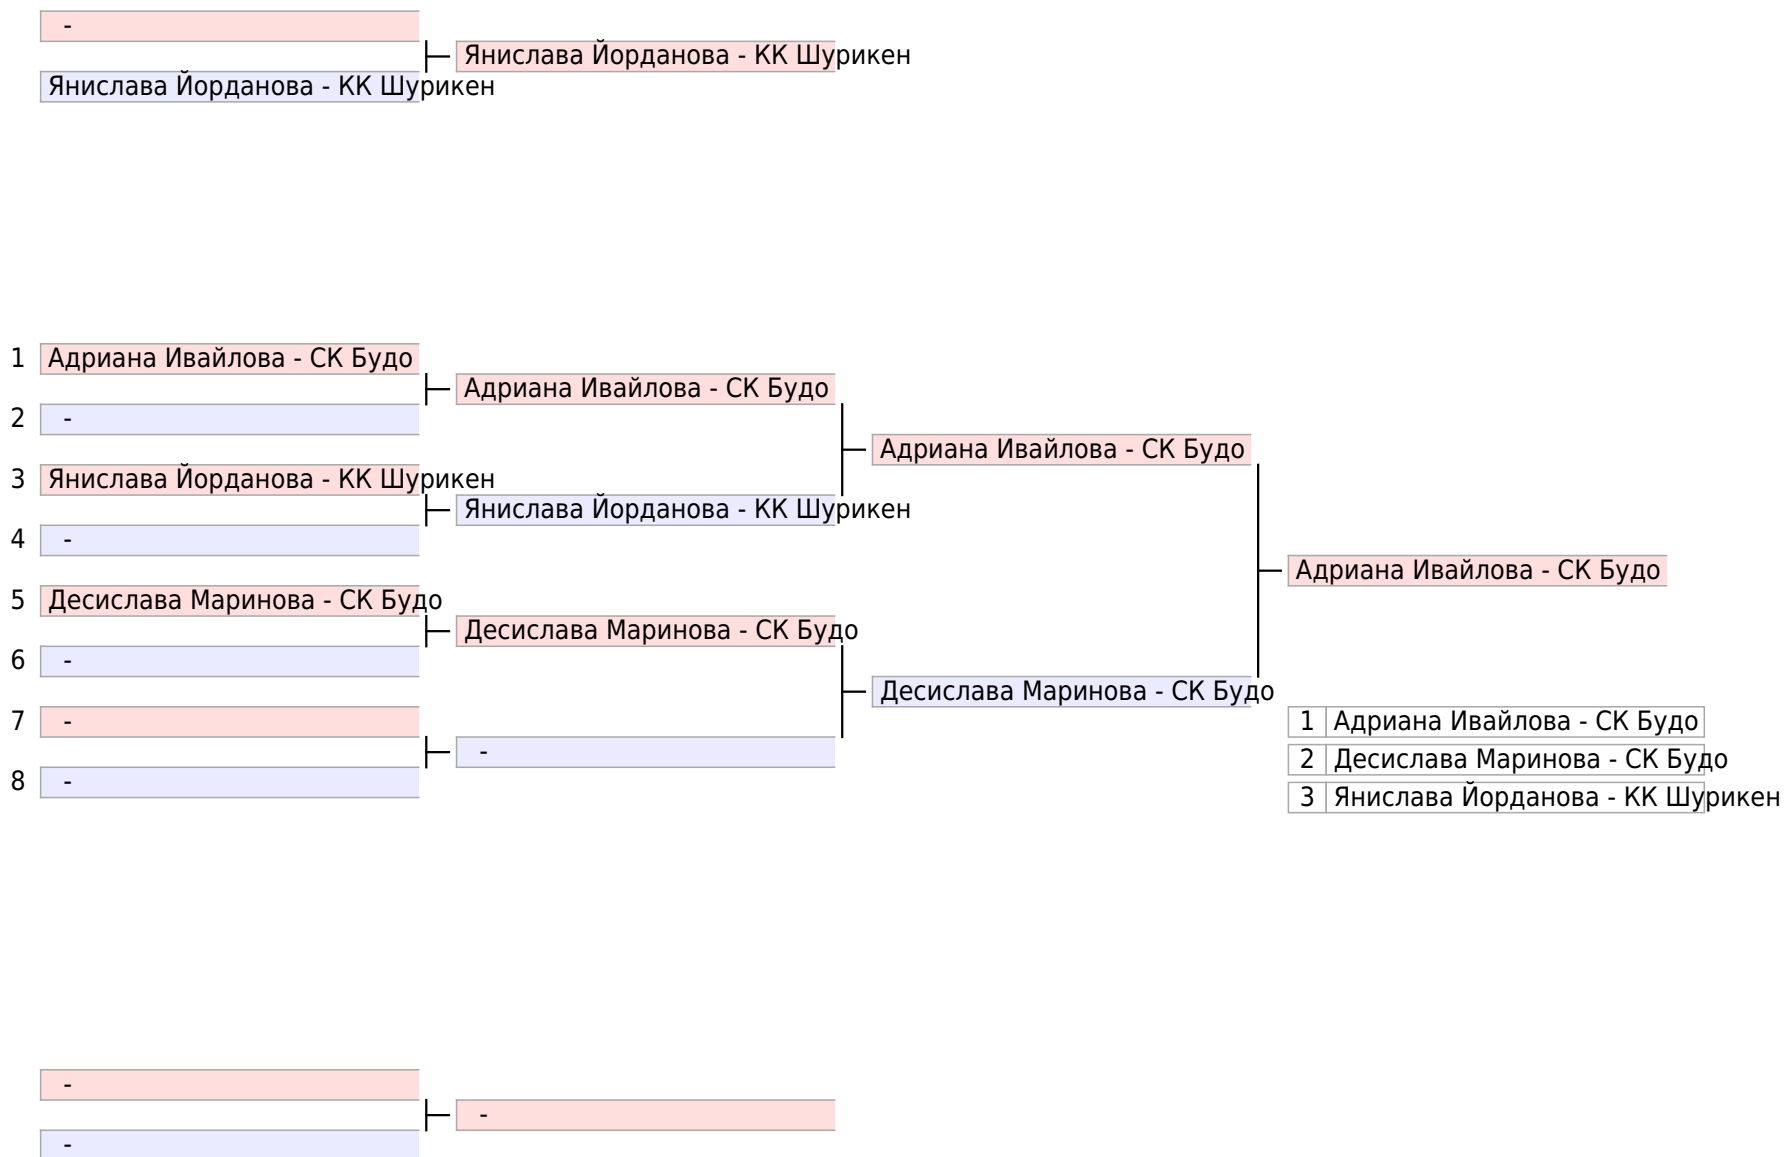 -
Янислава Йорданова - КК Шурикен
Янислава Йорданова - КК Шурикен
1 Адриана Ивайлова - СК Будо
Адриана Ивайлова - СК Будо
2 -
Адриана Ивайлова - СК Будо
3 Янислава Йорданова - КК Шурикен
Янислава Йорданова - КК Шурикен
4 -
Адриана Ивайлова - СК Будо
5 Десислава Маринова - СК Будо
Десислава Маринова - СК Будо
6 -
Десислава Маринова - СК Будо
7 -
1 Адриана Ивайлова - СК Будо
-
2 Десислава Маринова - СК Будо
8 -
3 Янислава Йорданова - КК Шурикен
-
-
-